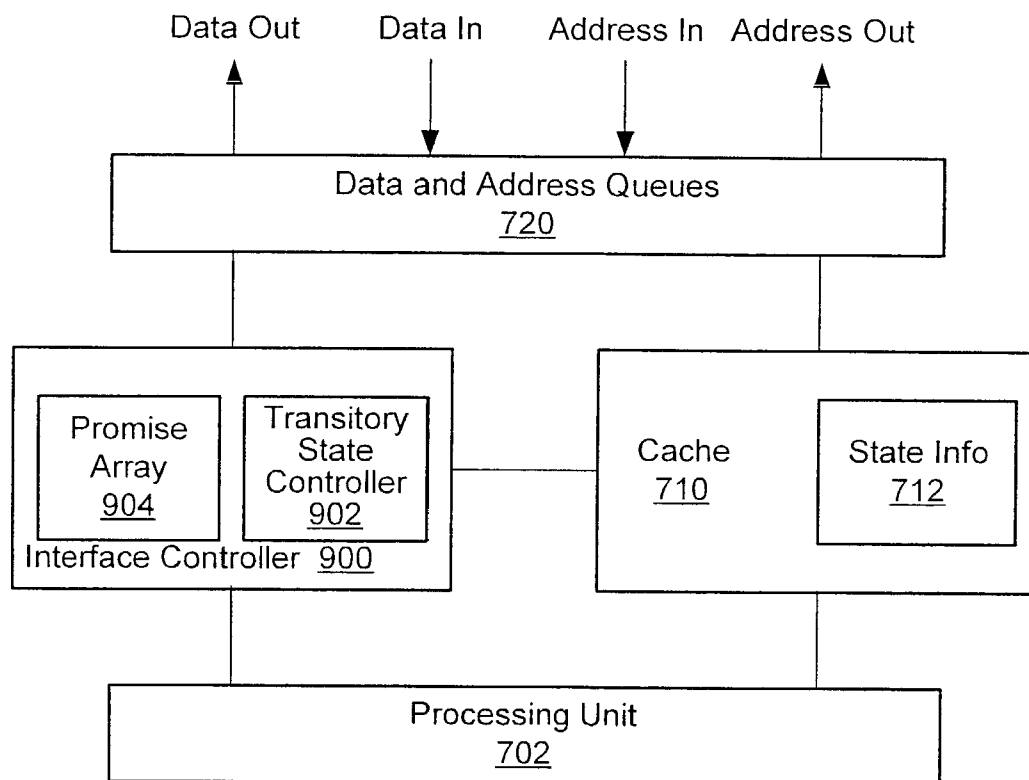 Data Out Data In Address In Address Out
Data and Address Queues
720
Promise
Array
904
Transitory
State
Controller
902
Interface Controller 900
Cache
710
State Info
712
Processing Unit
702